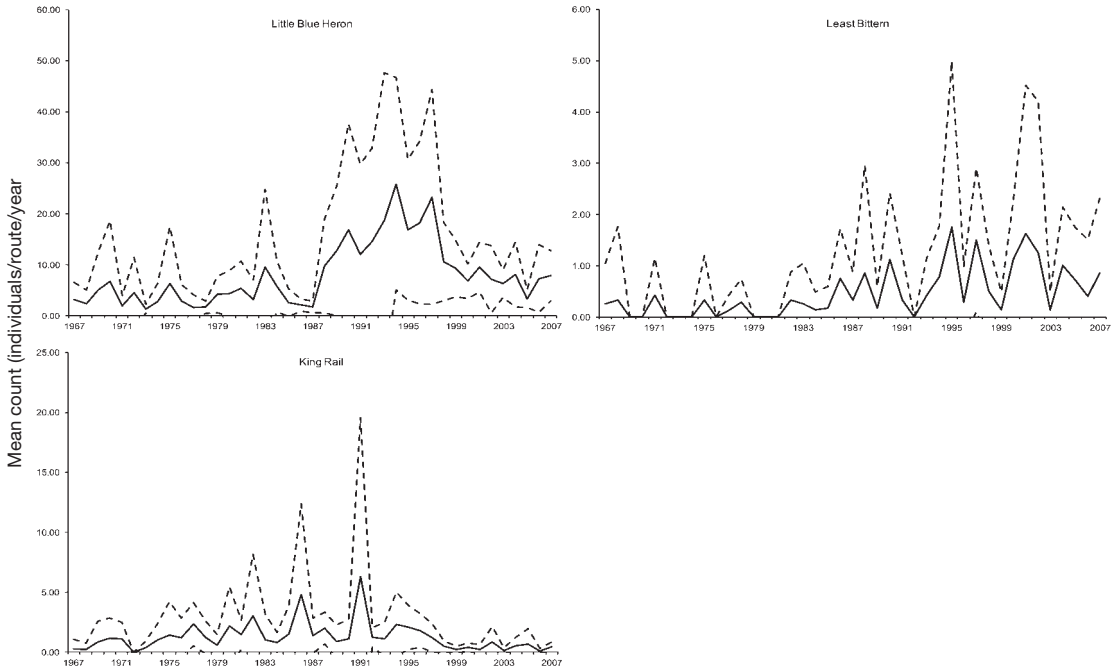 Mean count (individuals/route/year
Little Blue Heron
60.00
50.00
40.00
30.00
20.00
10.00
0.00
1967 1971 1975 1979 1983 1987 1991 1995 1999 2003 2007
Least Bittern
6.00
5.00
4.00
3.00
2.00
1.00
0.00
1967 1971 1975 1979 1983 1987 1991 1995 1999 2003 2007
King Rail
25.00
20.00
15.00
10.00
5.00
0.00
1967 1971 1975 1979 1983 1987 1991 1995 1999 2003 2007